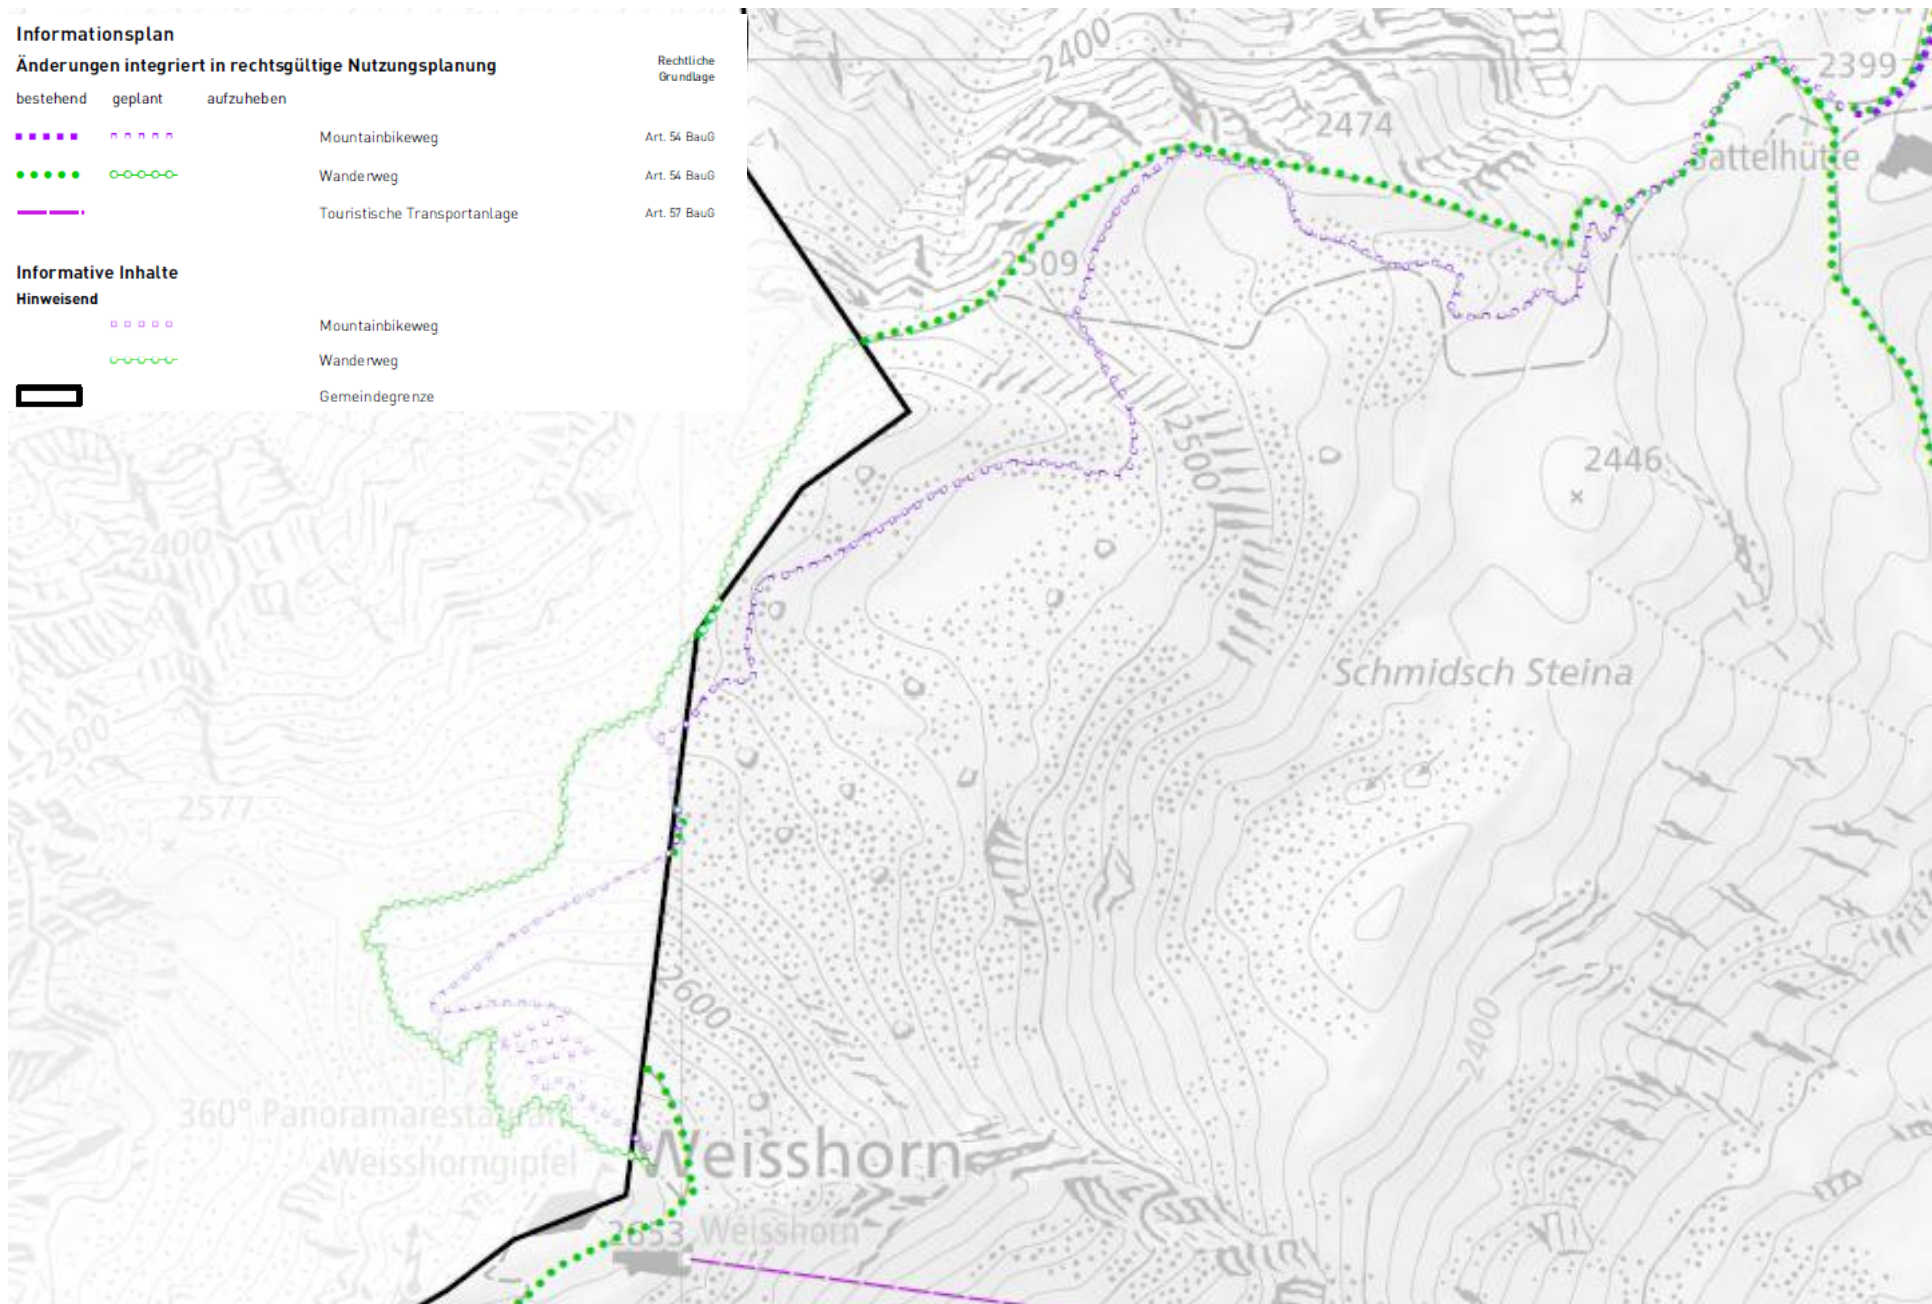 Informationsplan
Änderungen integriert in rechtsgültige Nutzungsplanung
Rechtliche
Grundlage
bestehend geplant aufzuheben
Mountainbikeweg Art. 54 BauG
Wanderweg Art. 54 BauG
Touristische Transportanlage Art. 57 BauG
Informative Inhalte
Hinweisend
Mountainbikeweg
Wanderweg
Gemeindegrenze
2400
2399
2474
Sattelhütte
2509
2500
2446
2400
Schmidsch Steina
2500
2577
2600
2400
360° Panoramarestaurant
Weisshorngipfel
Weisshorn
2653 Weisshorn